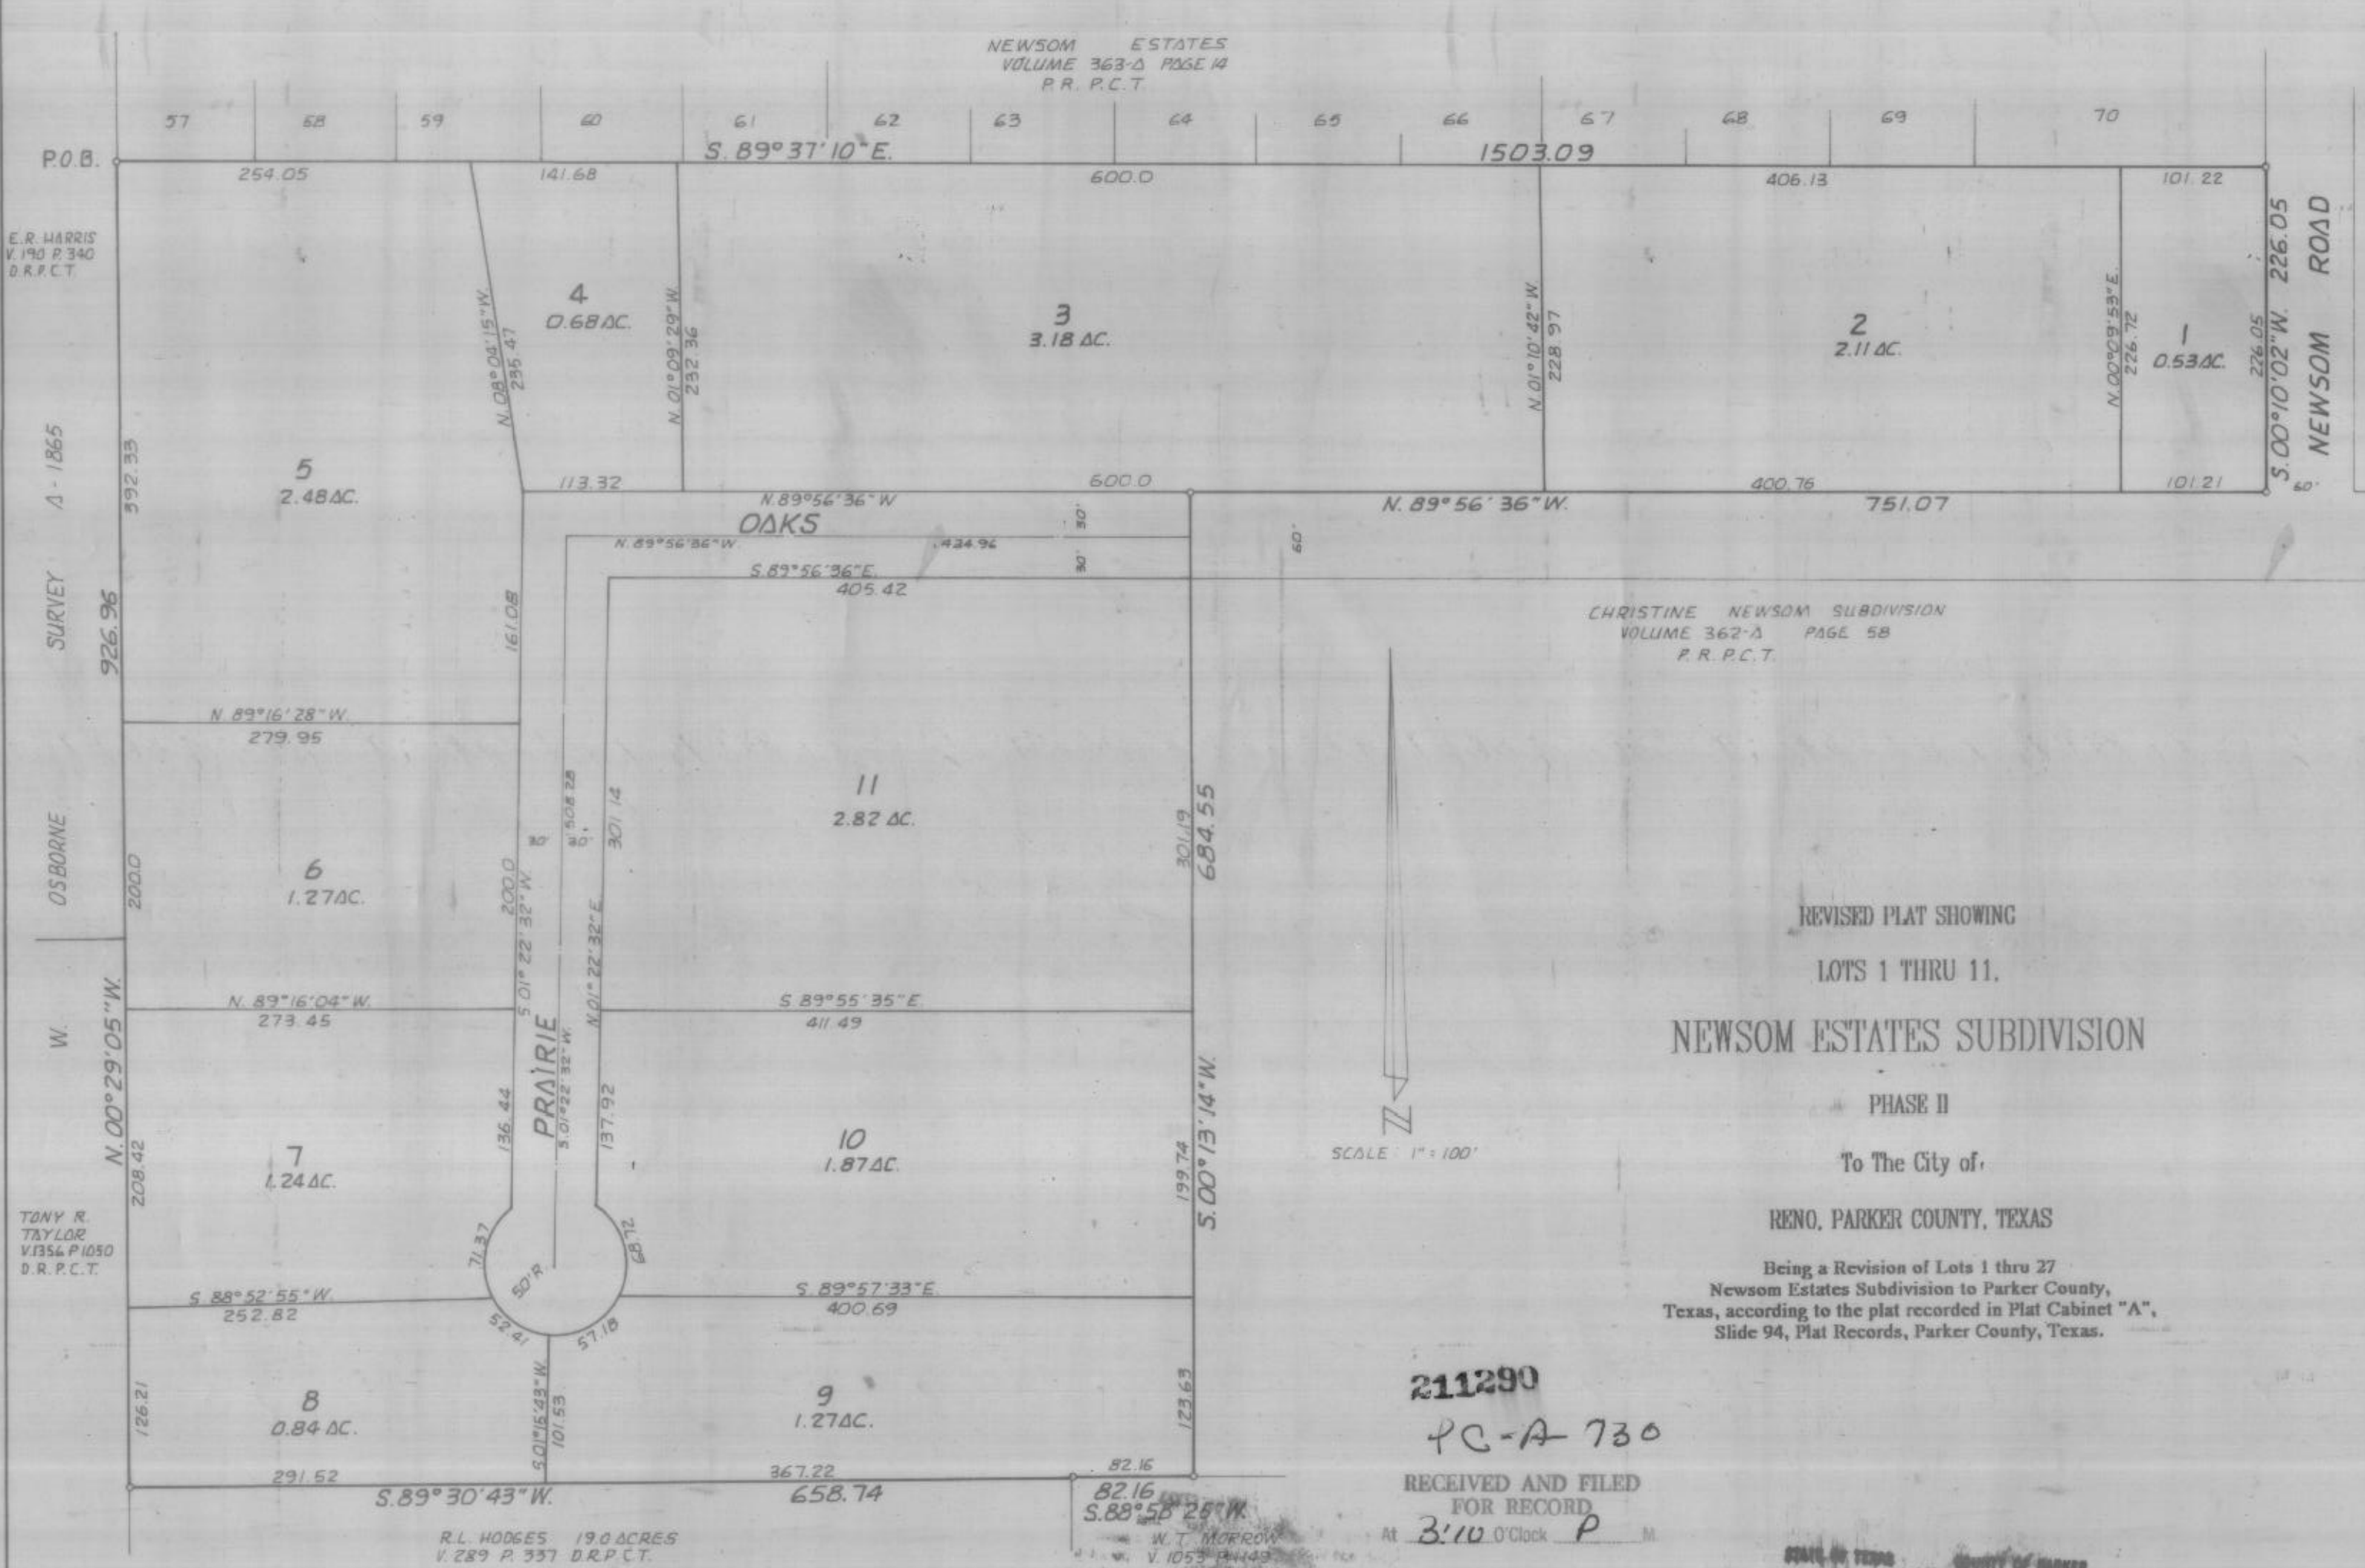 NEWSOM ESTATES
VOLUME 363-A PAGE 14
P.R. P.C.T.
57 58 59 60 61 62 63 64 65 66 67 68 69 70
P.O.B.
S. 89°37'10"E.
1503.09
254.05
141.68
600.0
406.13
101.22
E.R. HARRIS
V. 190 P. 340
D.R.P.C.T.
N.08°04'15"W.
235.47
4
0.68 AC.
N.01°09'29"W.
232.36
3
3.18 AC.
N.01°10'42"W
228.97
2
2.11 AC.
N.00°09'53"E.
226.72
1
0.53 AC.
226.05
S.00°10'02"W. 226.05
NEWSOM ROAD
60'
W. OSBORNE SURVEY A-1865
N.00°29'05"W.
926.96
392.33
5
2.48 AC.
113.32
600.0
400.76
101.21
N.89°56'36"W
OAKS
N. 89°56'36"W.
751.07
N.89°56'36"W.
434.96
30'
30'
60'
S.89°56'36"E.
405.42
161.08
CHRISTINE NEWSOM SUBDIVISION
VOLUME 362-A PAGE 58
P.R.P.C.T.
N. 89°16'28"W.
279.95
508.28
30'
30'
301.14
11
2.82 AC.
301.19
684.55
S.00°13'14"W.
200.0
6
1.27 AC.
200.0
S.01°22'32"W.
N.01°22'32"E.
N. 89°16'04"W.
273.45
PRAIRIE
S.01°22'32"W.
S.89°55'35"E.
411.49
136.44
137.92
208.42
7
1.24 AC.
10
1.87 AC.
199.74
TONY R.
TAYLOR
V.1356 P.1050
D.R.P.C.T.
71.37
68.72
50'R.
S. 88°52'55"W.
252.82
S. 89°57'33"E.
400.69
52.41
57.18
126.21
8
0.84 AC.
S.01°15'43"W.
101.53
9
1.27 AC.
123.63
291.52
367.22
82.16
S.89°30'43"W.
658.74
82.16
S.88°58'26"W.
R.L. HODGES 19.0 ACRES
V. 289 P. 337 D.R.P.C.T.
W.T. MORROW
V. 1053
N
SCALE 1"=100'
REVISED PLAT SHOWING
LOTS 1 THRU 11,
NEWSOM ESTATES SUBDIVISION
PHASE II
To The City of
RENO, PARKER COUNTY, TEXAS
Being a Revision of Lots 1 thru 27
Newsom Estates Subdivision to Parker County,
Texas, according to the plat recorded in Plat Cabinet "A",
Slide 94, Plat Records, Parker County, Texas.
211290
PC-A-730
RECEIVED AND FILED
FOR RECORD
At 3:10 O'Clock P M
STATE OF TEXAS COUNTY OF PARKER